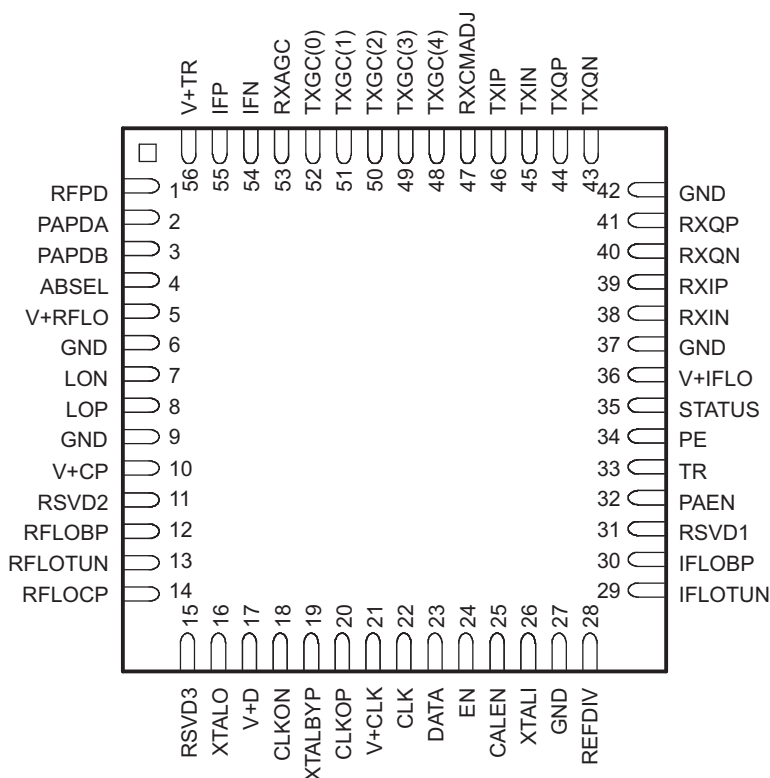 V+TR
IFP
IFN
RXAGC
TXGC(0)
TXGC(1)
TXGC(2)
TXGC(3)
TXGC(4)
RXCMADJ
TXIP
TXIN
TXQP
TXQN
56
55
54
53
52
51
50
49
48
47
46
45
44
43
RFPD 1
PAPDA 2
PAPDB 3
ABSEL 4
V+RFLO 5
GND 6
LON 7
LOP 8
GND 9
V+CP 10
RSVD2 11
RFLOBP 12
RFLOTUN 13
RFLOCP 14
42 GND
41 RXQP
40 RXQN
39 RXIP
38 RXIN
37 GND
36 V+IFLO
35 STATUS
34 PE
33 TR
32 PAEN
31 RSVD1
30 IFLOBP
29 IFLOTUN
15
16
17
18
19
20
21
22
23
24
25
26
27
28
RSVD3
XTALO
V+D
CLKON
XTALBYP
CLKOP
V+CLK
CLK
DATA
EN
CALEN
XTALI
GND
REFDIV